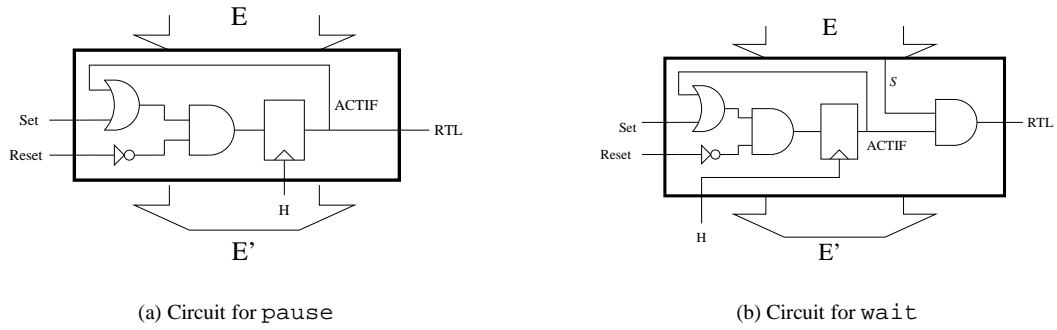 E
ACTIF
Set
RTL
Reset
H
E'
(a) Circuit for pause
E
S
Set
RTL
ACTIF
Reset
H
E'
(b) Circuit for wait